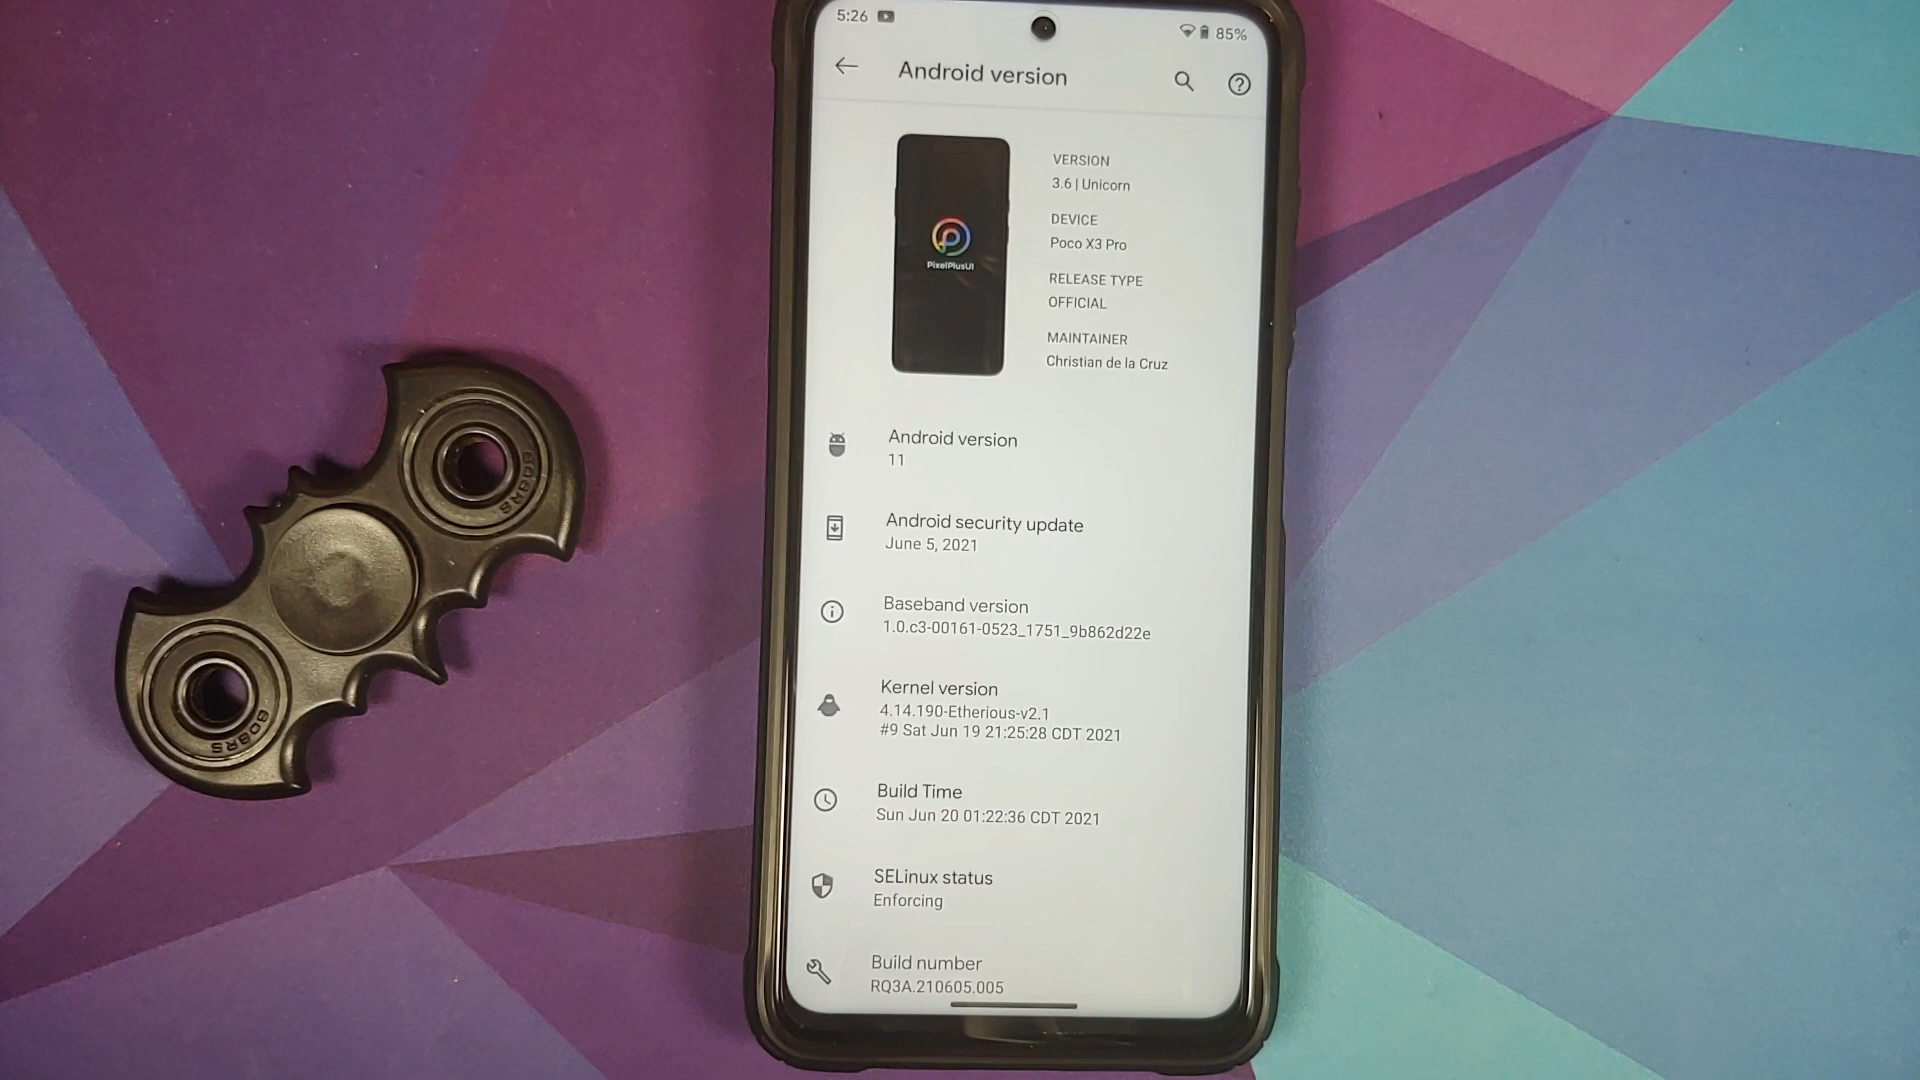 5:26
85%
Android version
PixelPlusUI
VERSION
3.6 | Unicorn
DEVICE
Poco X3 Pro
RELEASE TYPE
OFFICIAL
MAINTAINER
Christian de la Cruz
Android version
11
Android security update
June 5, 2021
Baseband version
1.0.c3-00161-0523_1751_9b862d22e
Kernel version
4.14.190-Etherious-v2.1
#9 Sat Jun 19 21:25:28 CDT 2021
Build Time
Sun Jun 20 01:22:36 CDT 2021
SELinux status
Enforcing
Build number
RQ3A.210605.005
608RS
608RS